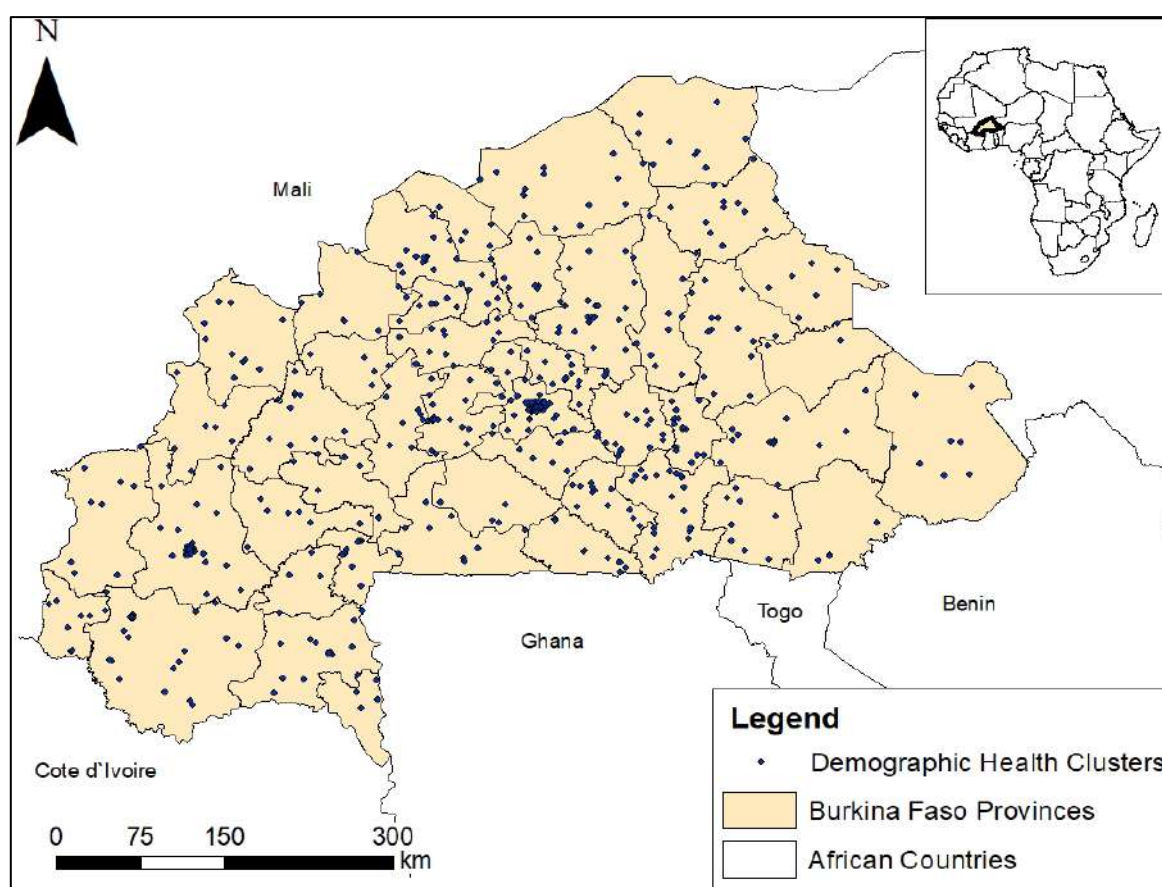 N
Mali
Ghana
Togo
Benin
Cote d`Ivoire
0 75 150 300
km
Legend
Demographic Health Clusters
Burkina Faso Provinces
African Countries